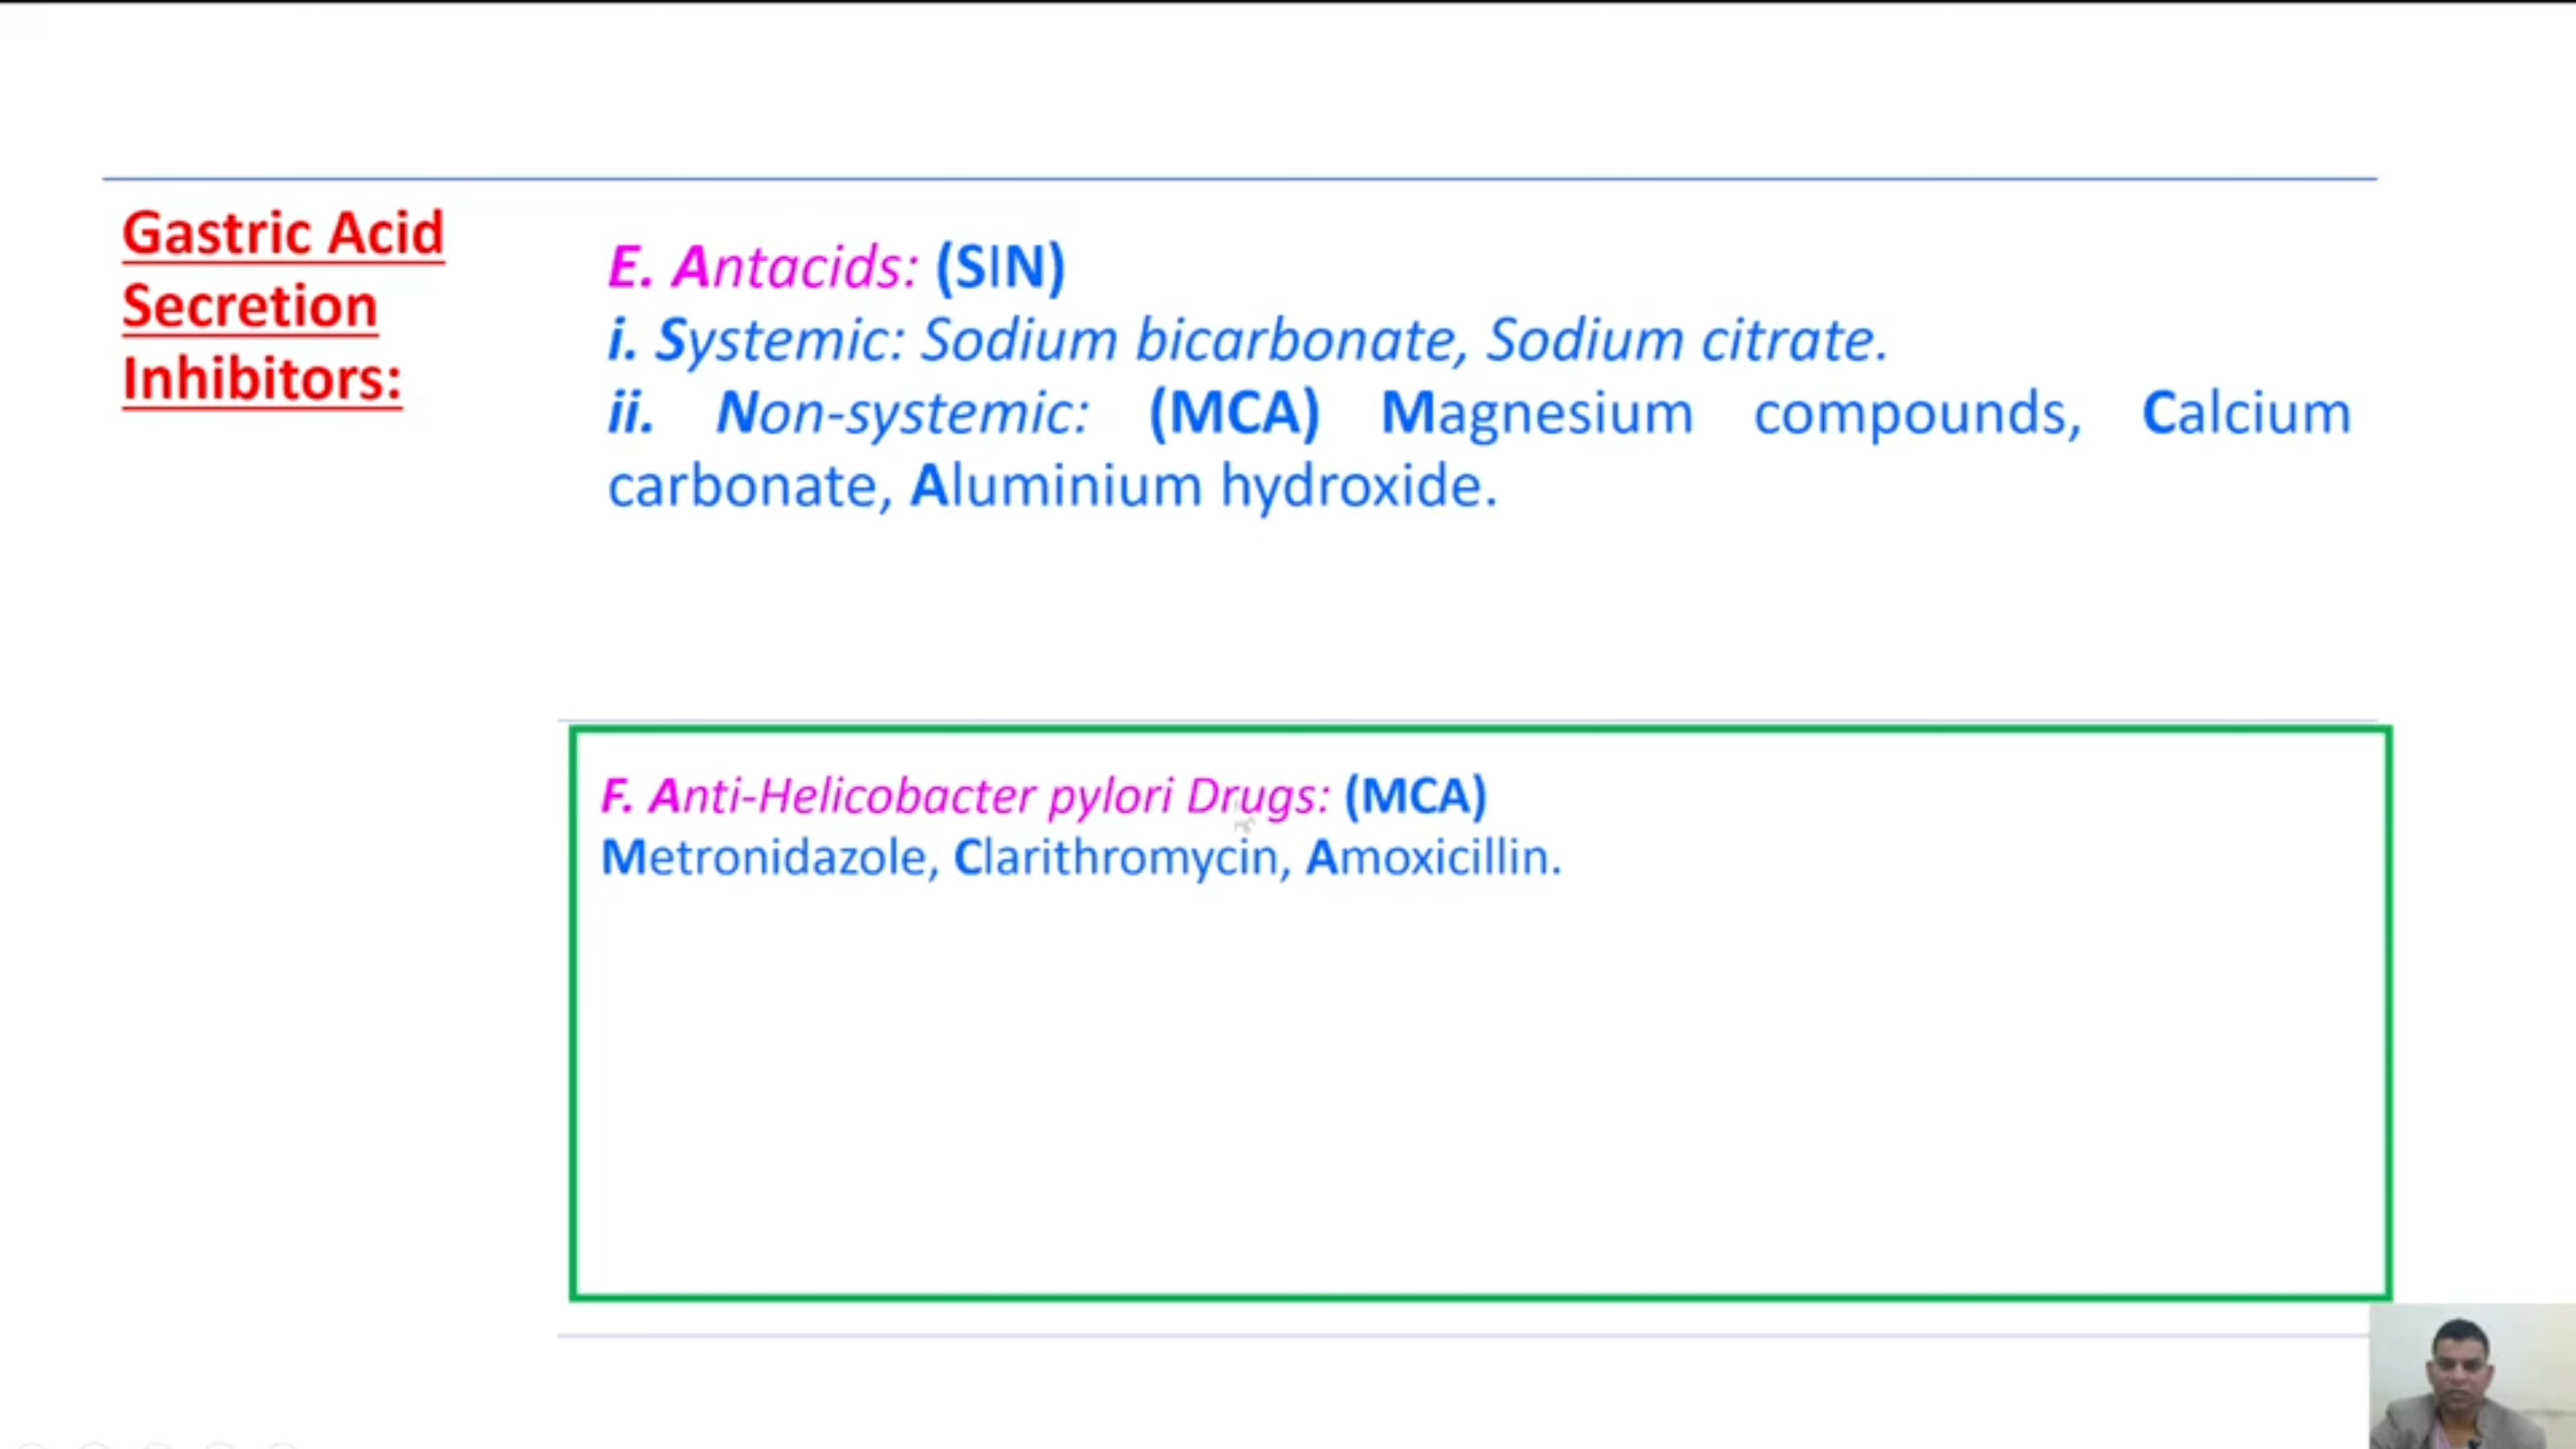 Gastric Acid
Secretion
Inhibitors:
E. Antacids: (SIN)
i. Systemic: Sodium bicarbonate, Sodium citrate.
ii. Non-systemic: (MCA) Magnesium compounds, Calcium
carbonate, Aluminium hydroxide.
F. Anti-Helicobacter pylori Drugs: (MCA)
Metronidazole, Clarithromycin, Amoxicillin.